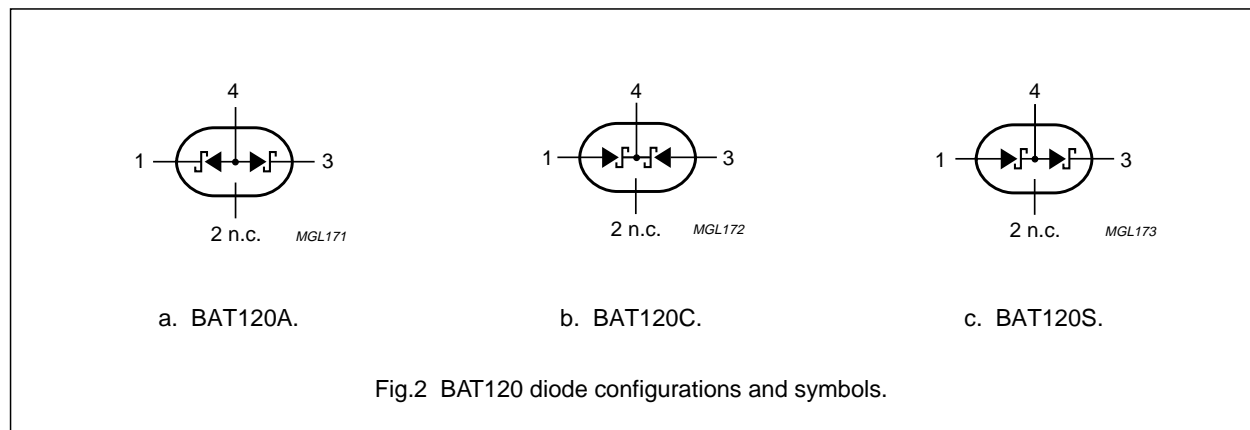 4
1
3
2 n.c.
MGL171
a. BAT120A.
4
1
3
2 n.c.
MGL172
b. BAT120C.
4
1
3
2 n.c.
MGL173
c. BAT120S.
Fig.2 BAT120 diode configurations and symbols.